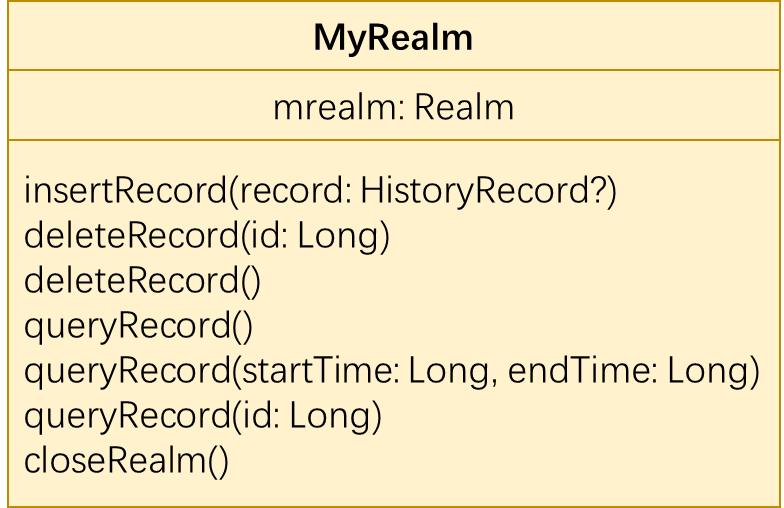 MyRealm
mrealm: Realm
insertRecord(record: HistoryRecord?)
deleteRecord(id: Long)
deleteRecord()
queryRecord()
queryRecord(startTime: Long, endTime: Long)
queryRecord(id: Long)
closeRealm()